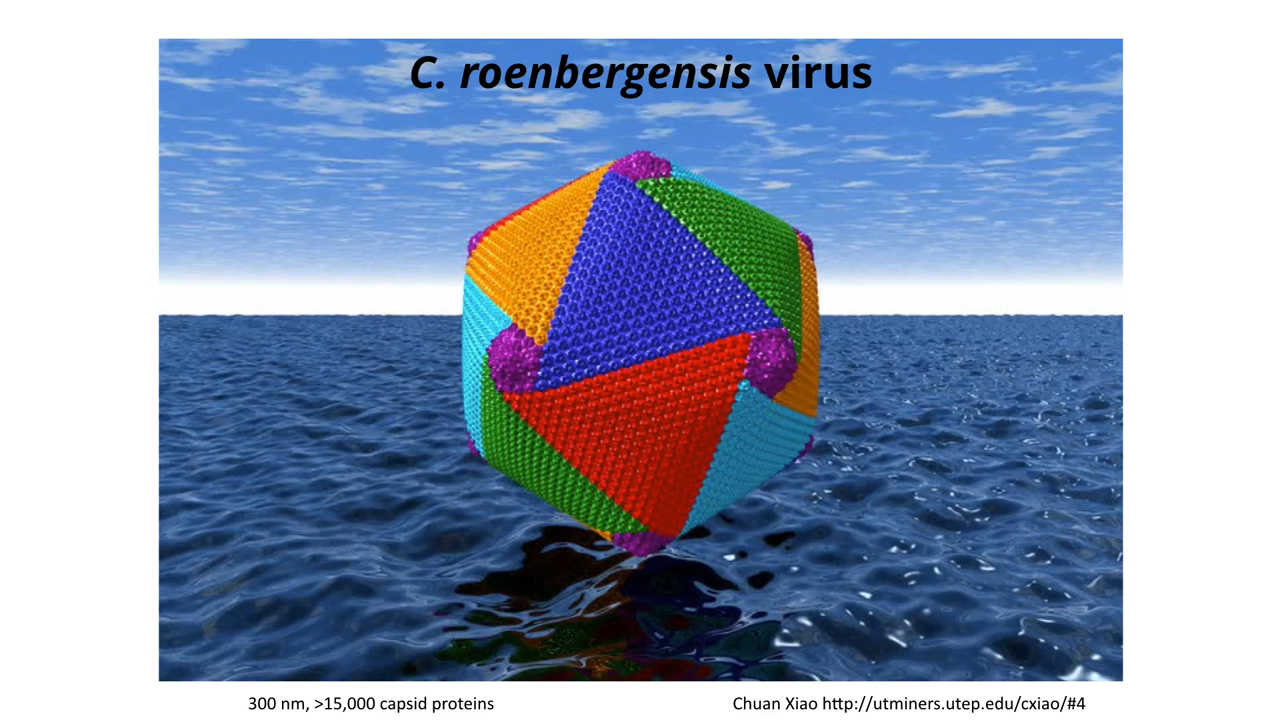 C. roenbergensis virus
300 nm, >15,000 capsid proteins
Chuan Xiao http://utminers.utep.edu/cxiao/#4